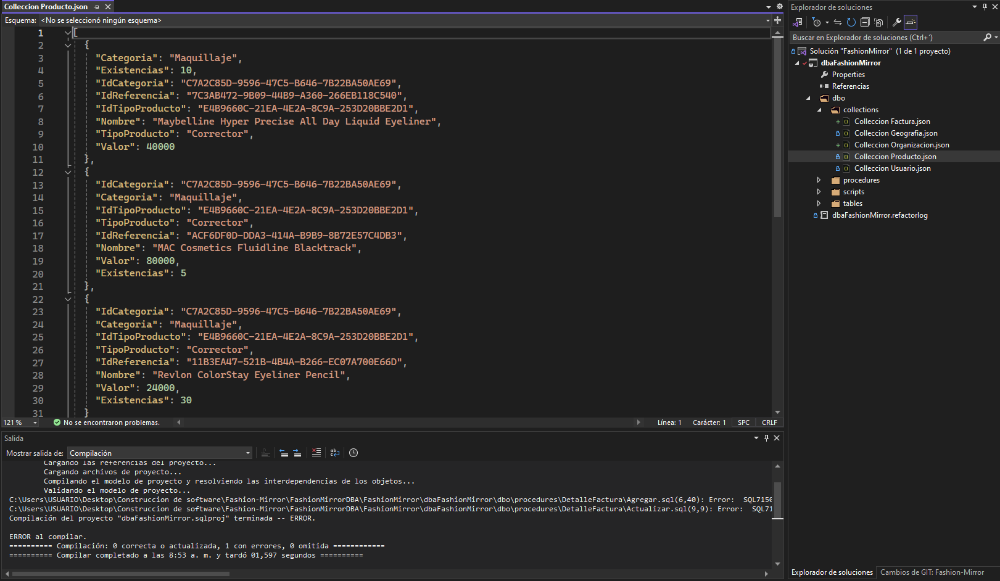 Colleccion Producto.json
Esquema: <No se seleccionó ningún esquema>
1 [
2 {
3 "Categoria": "Maquillaje",
4 "Existencias": 10,
5 "IdCategoria": "C7A2C85D-9596-47C5-B646-7B22BA50AE69",
6 "IdReferencia": "7C3AB472-9B09-44B9-A360-266EB118C540",
7 "IdTipoProducto": "E4B9660C-21EA-4E2A-8C9A-253D20BBE2D1",
8 "Nombre": "Maybelline Hyper Precise All Day Liquid Eyeliner",
9 "TipoProducto": "Corrector",
10 "Valor": 40000
11 },
12 {
13 "IdCategoria": "C7A2C85D-9596-47C5-B646-7B22BA50AE69",
14 "Categoria": "Maquillaje",
15 "IdTipoProducto": "E4B9660C-21EA-4E2A-8C9A-253D20BBE2D1",
16 "TipoProducto": "Corrector",
17 "IdReferencia": "ACF6DF0D-DDA3-414A-B9B9-8B72E57C4DB3",
18 "Nombre": "MAC Cosmetics Fluidline Blacktrack",
19 "Valor": 80000,
20 "Existencias": 5
21 },
22 {
23 "IdCategoria": "C7A2C85D-9596-47C5-B646-7B22BA50AE69",
24 "Categoria": "Maquillaje",
25 "IdTipoProducto": "E4B9660C-21EA-4E2A-8C9A-253D20BBE2D1",
26 "TipoProducto": "Corrector",
27 "IdReferencia": "11B3EA47-521B-4B4A-B266-EC07A700E66D",
28 "Nombre": "Revlon ColorStay Eyeliner Pencil",
29 "Valor": 24000,
30 "Existencias": 30
31 }
121 % No se encontraron problemas. Línea: 1 Carácter: 1 SPC CRLF
Salida
Mostrar salida de: Compilación
Cargando las referencias del proyecto...
Cargando archivos de proyecto...
Compilando el modelo de proyecto y resolviendo las interdependencias de los objetos...
Validando el modelo de proyecto...
C:\Users\USUARIO\Desktop\Construccion de software\Fashion-Mirror\FashionMirrorDBA\FashionMirror\dbaFashionMirror\dbo\procedures\DetalleFactura\Agregar.sql(6,40): Error: SQL7150
C:\Users\USUARIO\Desktop\Construccion de software\Fashion-Mirror\FashionMirrorDBA\FashionMirror\dbaFashionMirror\dbo\procedures\DetalleFactura\Actualizar.sql(9,9): Error: SQL71
Compilación del proyecto "dbaFashionMirror.sqlproj" terminada -- ERROR.
ERROR al compilar.
========== Compilación: 0 correcta o actualizada, 1 con errores, 0 omitida ============
========== Compilar completado a las 8:53 a. m. y tardó 01,597 segundos ==========
Explorador de soluciones
Buscar en Explorador de soluciones (Ctrl+´)
Solución "FashionMirror" (1 de 1 proyecto)
dbaFashionMirror
Properties
Referencias
dbo
collections
Colleccion Factura.json
Colleccion Geografia.json
Colleccion Organizacion.json
Colleccion Producto.json
Colleccion Usuario.json
procedures
scripts
tables
dbaFashionMirror.refactorlog
Explorador de soluciones Cambios de GIT: Fashion-Mirror